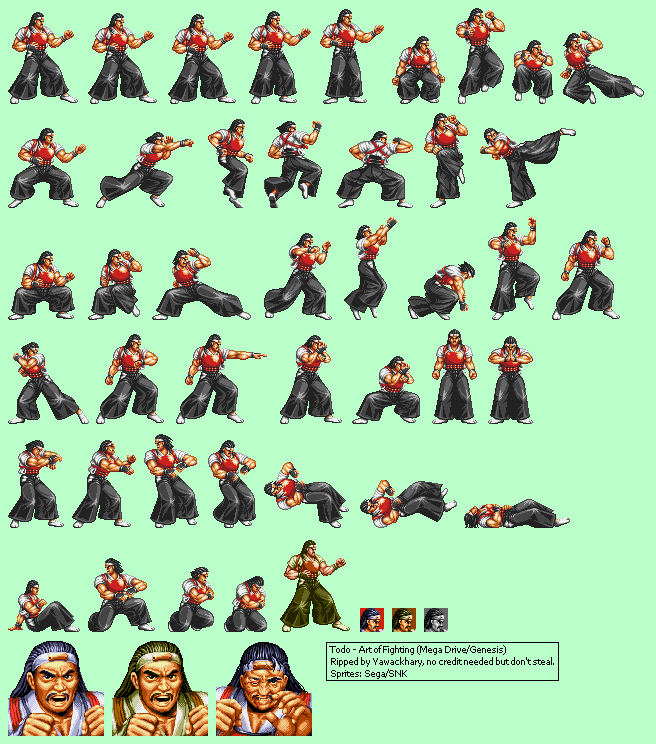 Todo - Art of Fighting (Mega Drive/Genesis)
Ripped by Yawackhary, no credit needed but don't steal.
Sprites: Sega/SNK